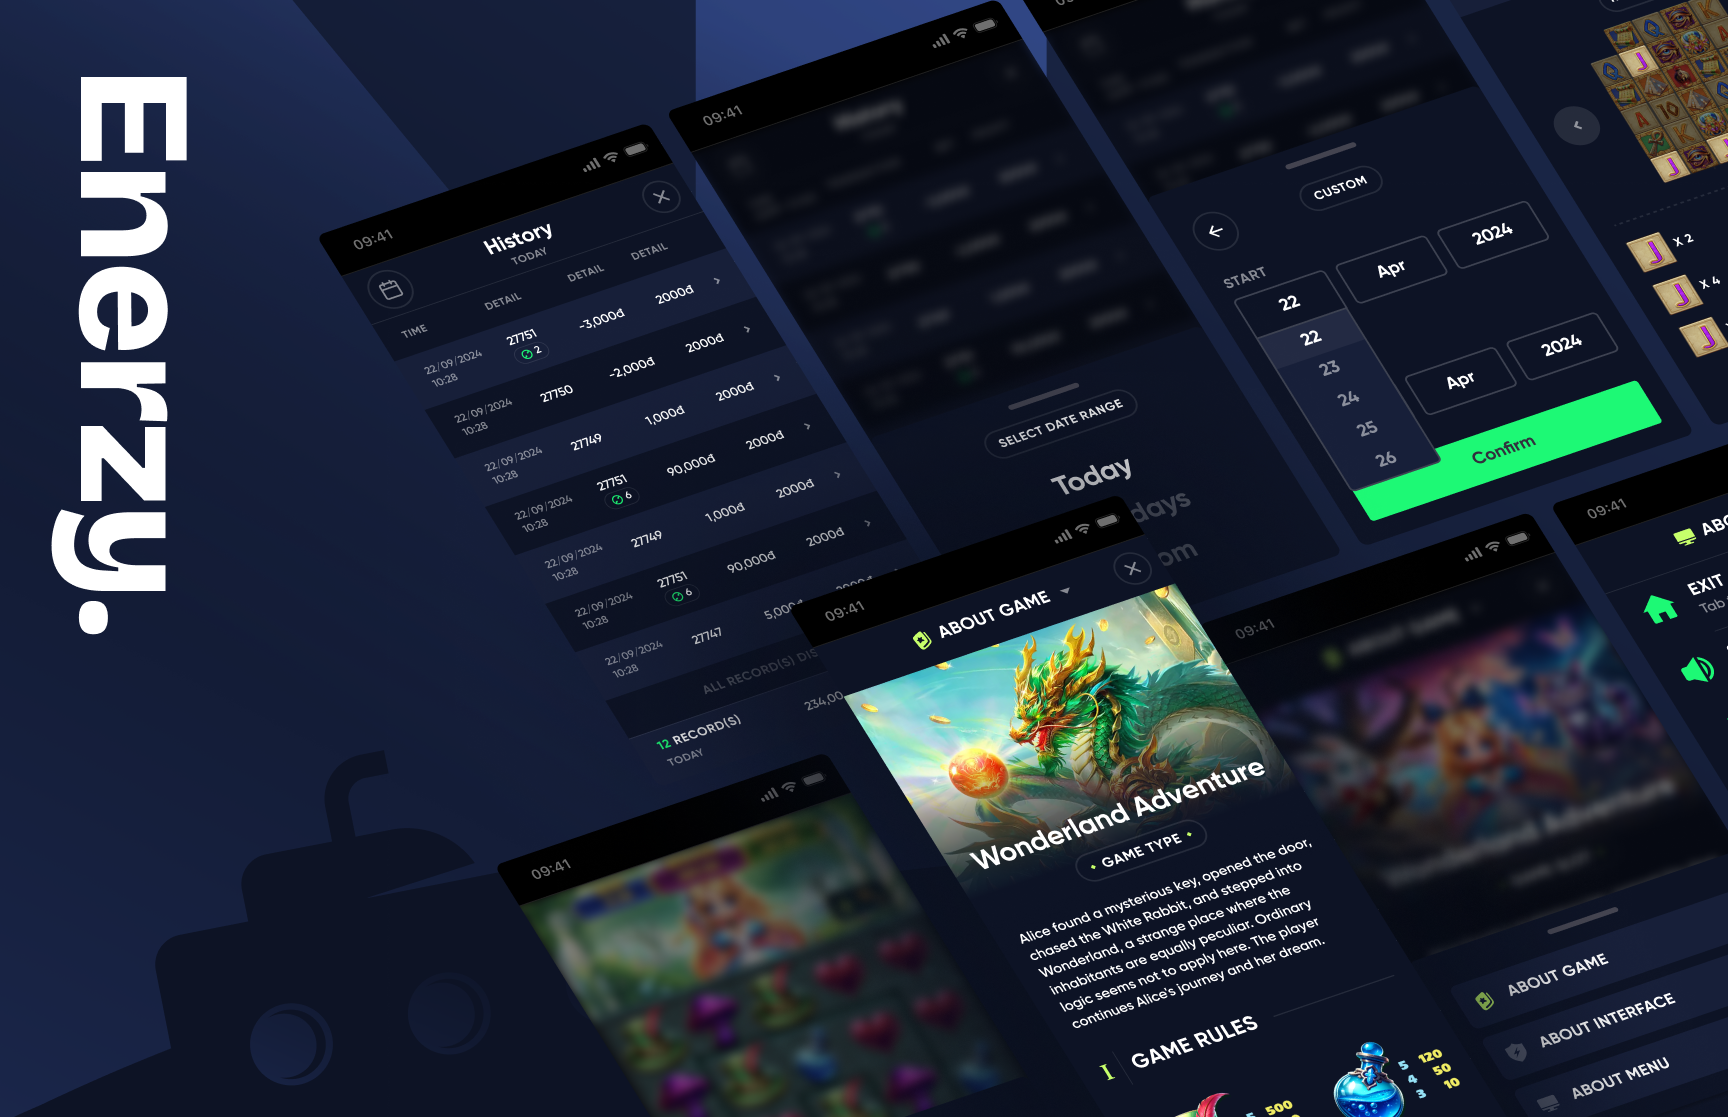 Enerzy.
09:41
History
TODAY
TIME
DETAIL
DETAIL
DETAIL
22/09/2024
10:28
27751
2
-3,000đ
2000đ
22/09/2024
10:28
27750
-2,000đ
2000đ
22/09/2024
10:28
27749
1,000đ
2000đ
22/09/2024
10:28
27751
6
90,000đ
2000đ
22/09/2024
10:28
27749
1,000đ
2000đ
22/09/2024
10:28
27751
6
90,000đ
2000đ
22/09/2024
10:28
27747
ALL RECORD(S) DIS
12 RECORD(S)
TODAY
234,00
09:41
History
SELECT DATE RANGE
Today
days
om
CUSTOM
START
22
Apr
2024
22
23
24
25
26
Apr
2024
Confirm
J
J
10
K
A
K
J
J x 2
J x 4
J
09:41
09:41
ABOUT GAME
Wonderland Adventure
GAME TYPE
Alice found a mysterious key, opened the door,
chased the White Rabbit, and stepped into
Wonderland, a strange place where the
inhabitants are equally peculiar. Ordinary
logic seems not to apply here. The player
continues Alice's journey and her dream.
I GAME RULES
5 500
5 120
4 50
3 10
09:41
ABOUT GAME
Wonderland Adventure
ABOUT GAME
ABOUT INTERFACE
ABOUT MENU
09:41
ABO
EXIT
Tab